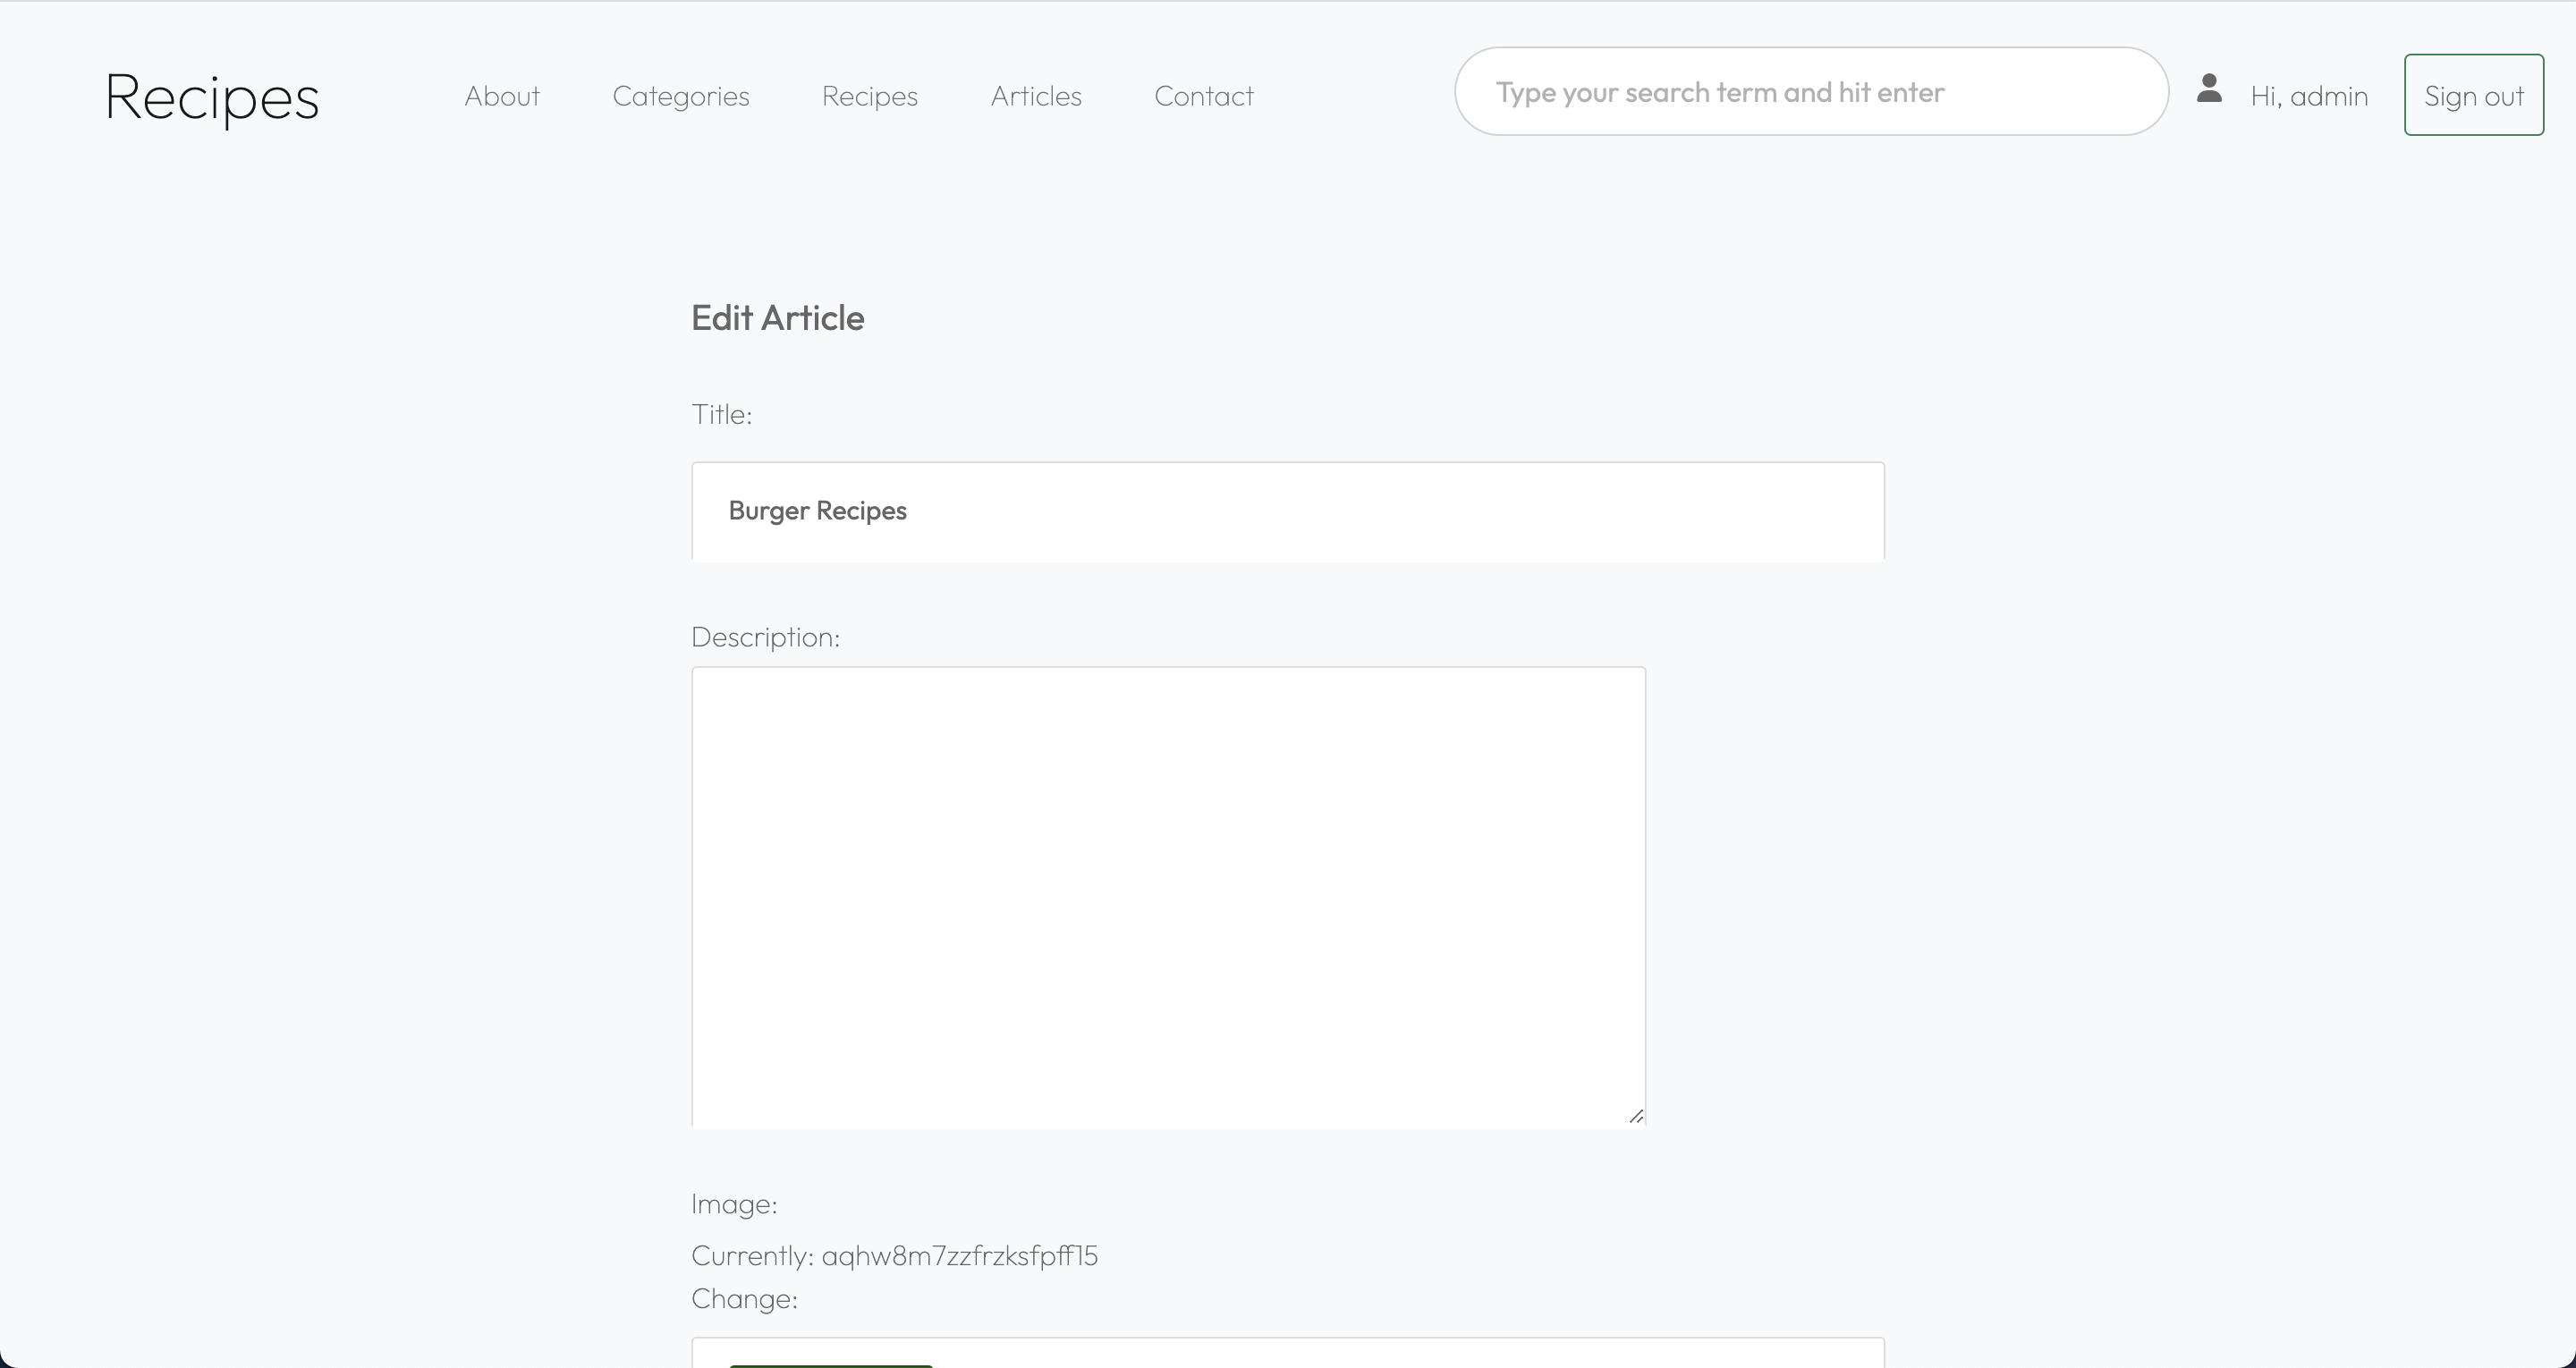 Recipes About Categories Recipes Articles Contact Type your search term and hit enter Hi, admin Sign out
Edit Article
Title:
Burger Recipes
Description:
Image:
Currently: aqhw8m7zzfrzksfpff15
Change: